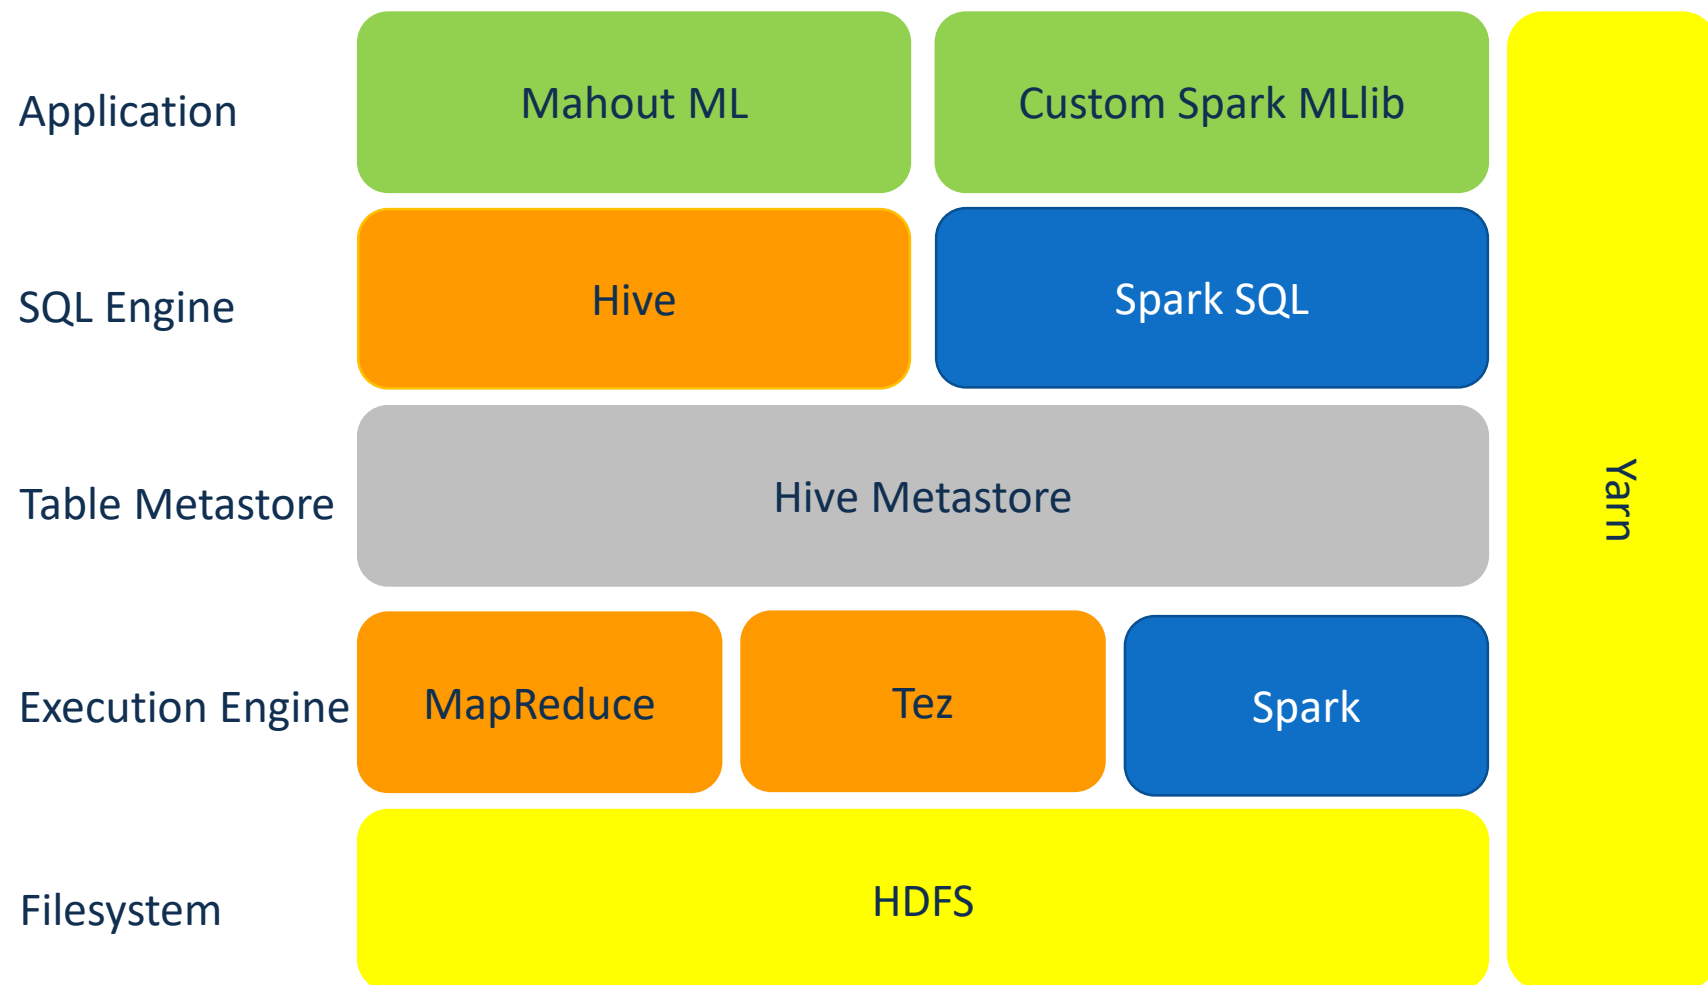 Application
Mahout ML
Custom Spark MLlib
SQL Engine
Hive
Spark SQL
Table Metastore
Hive Metastore
Yarn
Execution Engine
MapReduce
Tez
Spark
Filesystem
HDFS